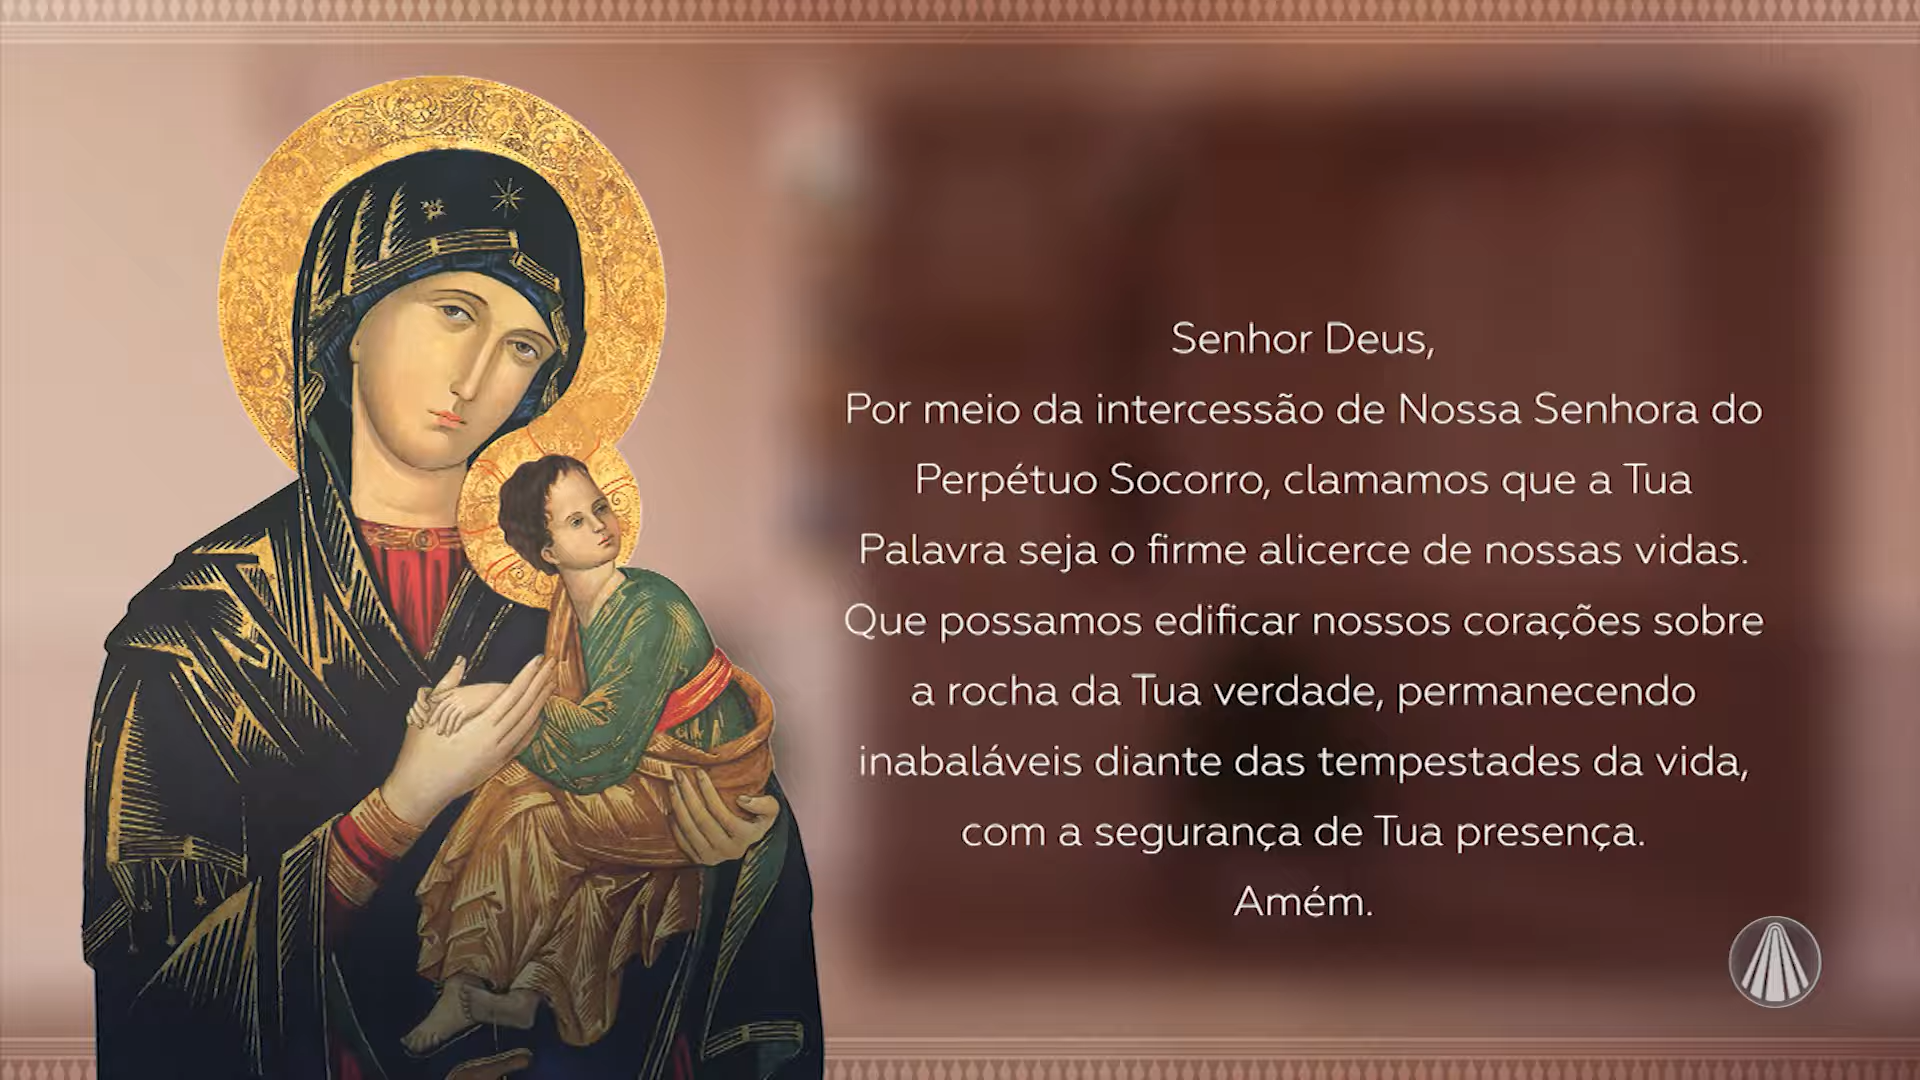 Senhor Deus,
Por meio da intercessão de Nossa Senhora do
Perpétuo Socorro, clamamos que a Tua
Palavra seja o firme alicerce de nossas vidas.
Que possamos edificar nossos corações sobre
a rocha da Tua verdade, permanecendo
inabaláveis diante das tempestades da vida,
com a segurança de Tua presença.
Amém.